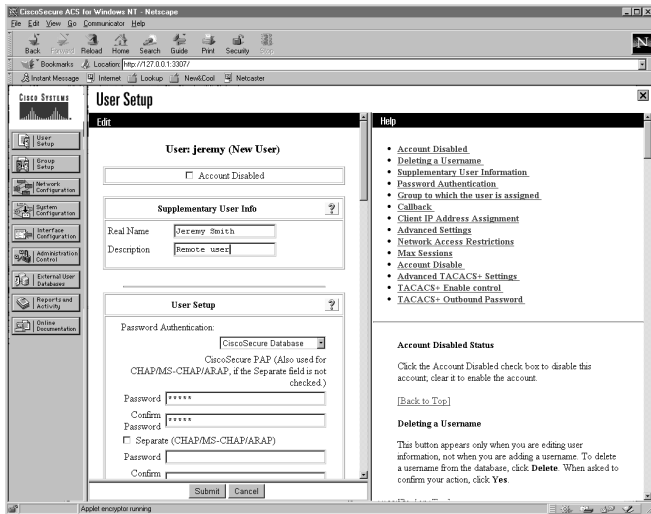 CiscoSecure ACS for Windows NT - Netscape
File Edit View Go Communicator Help
Back Forward Reload Home Search Guide Print Security Stop
N
Bookmarks Location: http://127.0.0.1:3307/
Instant Message Internet Lookup New&Cool Netcaster
CISCO SYSTEMS
User Setup
Group Setup
Network Configuration
System Configuration
Interface Configuration
Administration Control
External User Databases
Reports and Activity
Online Documentation
User Setup
Edit
User: jeremy (New User)
Account Disabled
Supplementary User Info
?
Real Name Jeremy Smith
Description Remote user
User Setup
?
Password Authentication:
CiscoSecure Database
CiscoSecure PAP (Also used for
CHAP/MS-CHAP/ARAP, if the Separate field is not
checked.)
Password *****
Confirm
Password *****
Separate (CHAP/MS-CHAP/ARAP)
Password
Confirm
Submit Cancel
Help
Account Disabled
Deleting a Username
Supplementary User Information
Password Authentication
Group to which the user is assigned
Callback
Client IP Address Assignment
Advanced Settings
Network Access Restrictions
Max Sessions
Account Disable
Advanced TACACS+ Settings
TACACS+ Enable control
TACACS+ Outbound Password
Account Disabled Status
Click the Account Disabled check box to disable this
account; clear it to enable the account.
[Back to Top]
Deleting a Username
This button appears only when you are editing user
information, not when you are adding a username. To delete
a username from the database, click Delete. When asked to
confirm your action, click Yes.
Applet encryptor running